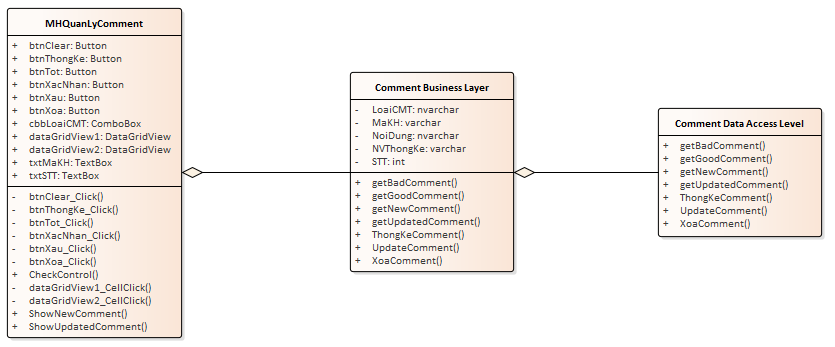 MHQuanLyComment
+ btnClear: Button
+ btnThongKe: Button
+ btnTot: Button
+ btnXacNhan: Button
+ btnXau: Button
+ btnXoa: Button
+ cbbLoaiCMT: ComboBox
+ dataGridView1: DataGridView
+ dataGridView2: DataGridView
+ txtMaKH: TextBox
+ txtSTT: TextBox
- btnClear_Click()
- btnThongKe_Click()
- btnTot_Click()
- btnXacNhan_Click()
- btnXau_Click()
- btnXoa_Click()
+ CheckControl()
- dataGridView1_CellClick()
- dataGridView2_CellClick()
+ ShowNewComment()
+ ShowUpdatedComment()
Comment Business Layer
- LoaiCMT: nvarchar
- MaKH: varchar
- NoiDung: nvarchar
- NVThongKe: varchar
- STT: int
+ getBadComment()
+ getGoodComment()
+ getNewComment()
+ getUpdatedComment()
+ ThongKeComment()
+ UpdateComment()
+ XoaComment()
Comment Data Access Level
+ getBadComment()
+ getGoodComment()
+ getNewComment()
+ getUpdatedComment()
+ ThongKeComment()
+ UpdateComment()
+ XoaComment()